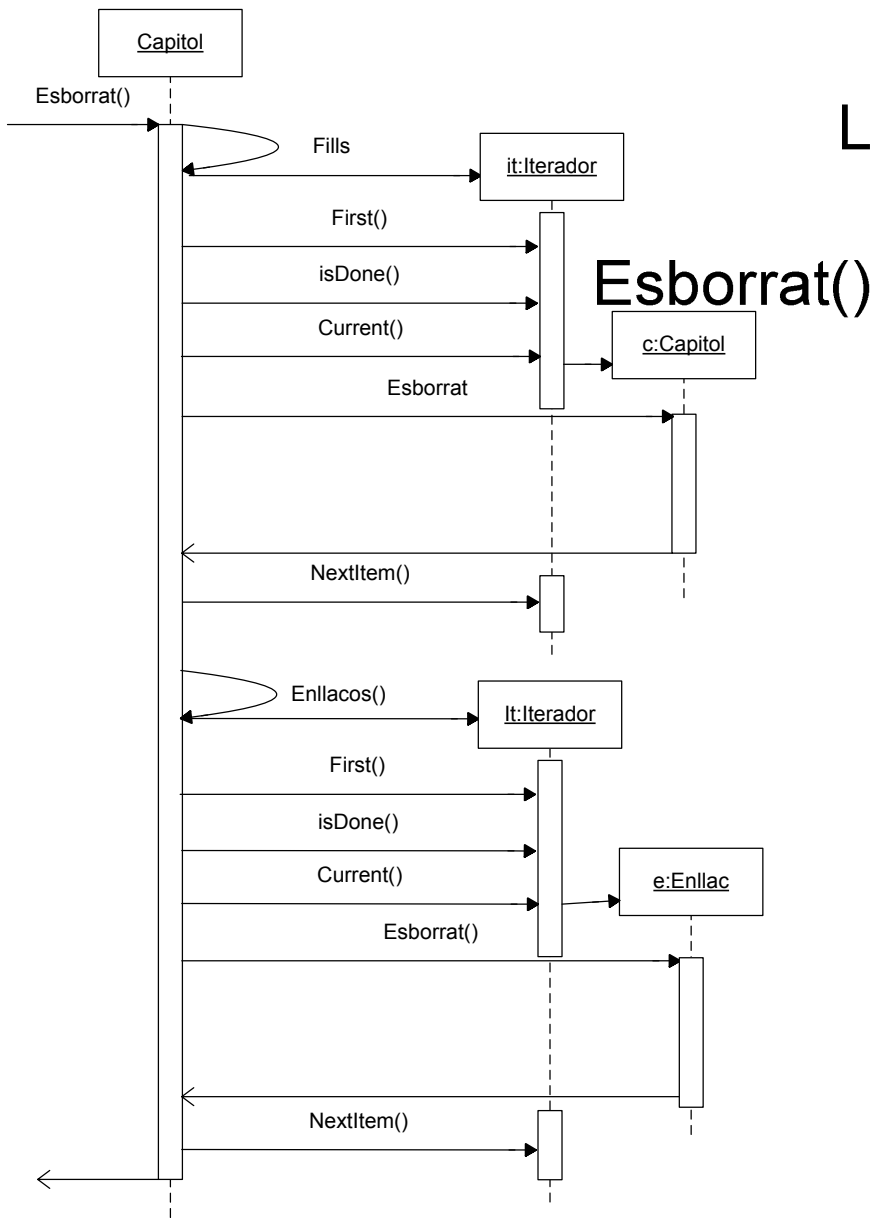 Capitol
Esborrat()
L
Fills
it:Iterador
First()
isDone()
Esborrat()
Current()
c:Capitol
Esborrat
NextItem()
Enllacos()
It:Iterador
First()
isDone()
Current()
e:Enllac
Esborrat()
NextItem()